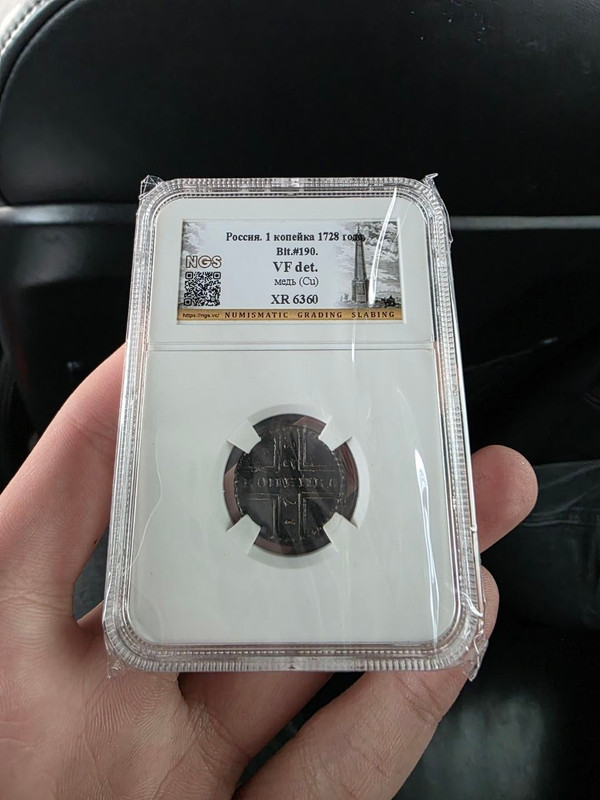 Россия. 1 копейка 1728 года.
Bit.#190.
NGS
VF det.
медь (Cu)
XR 6360
https://ngs.vc/ NUMISMATIC GRADING SLABING